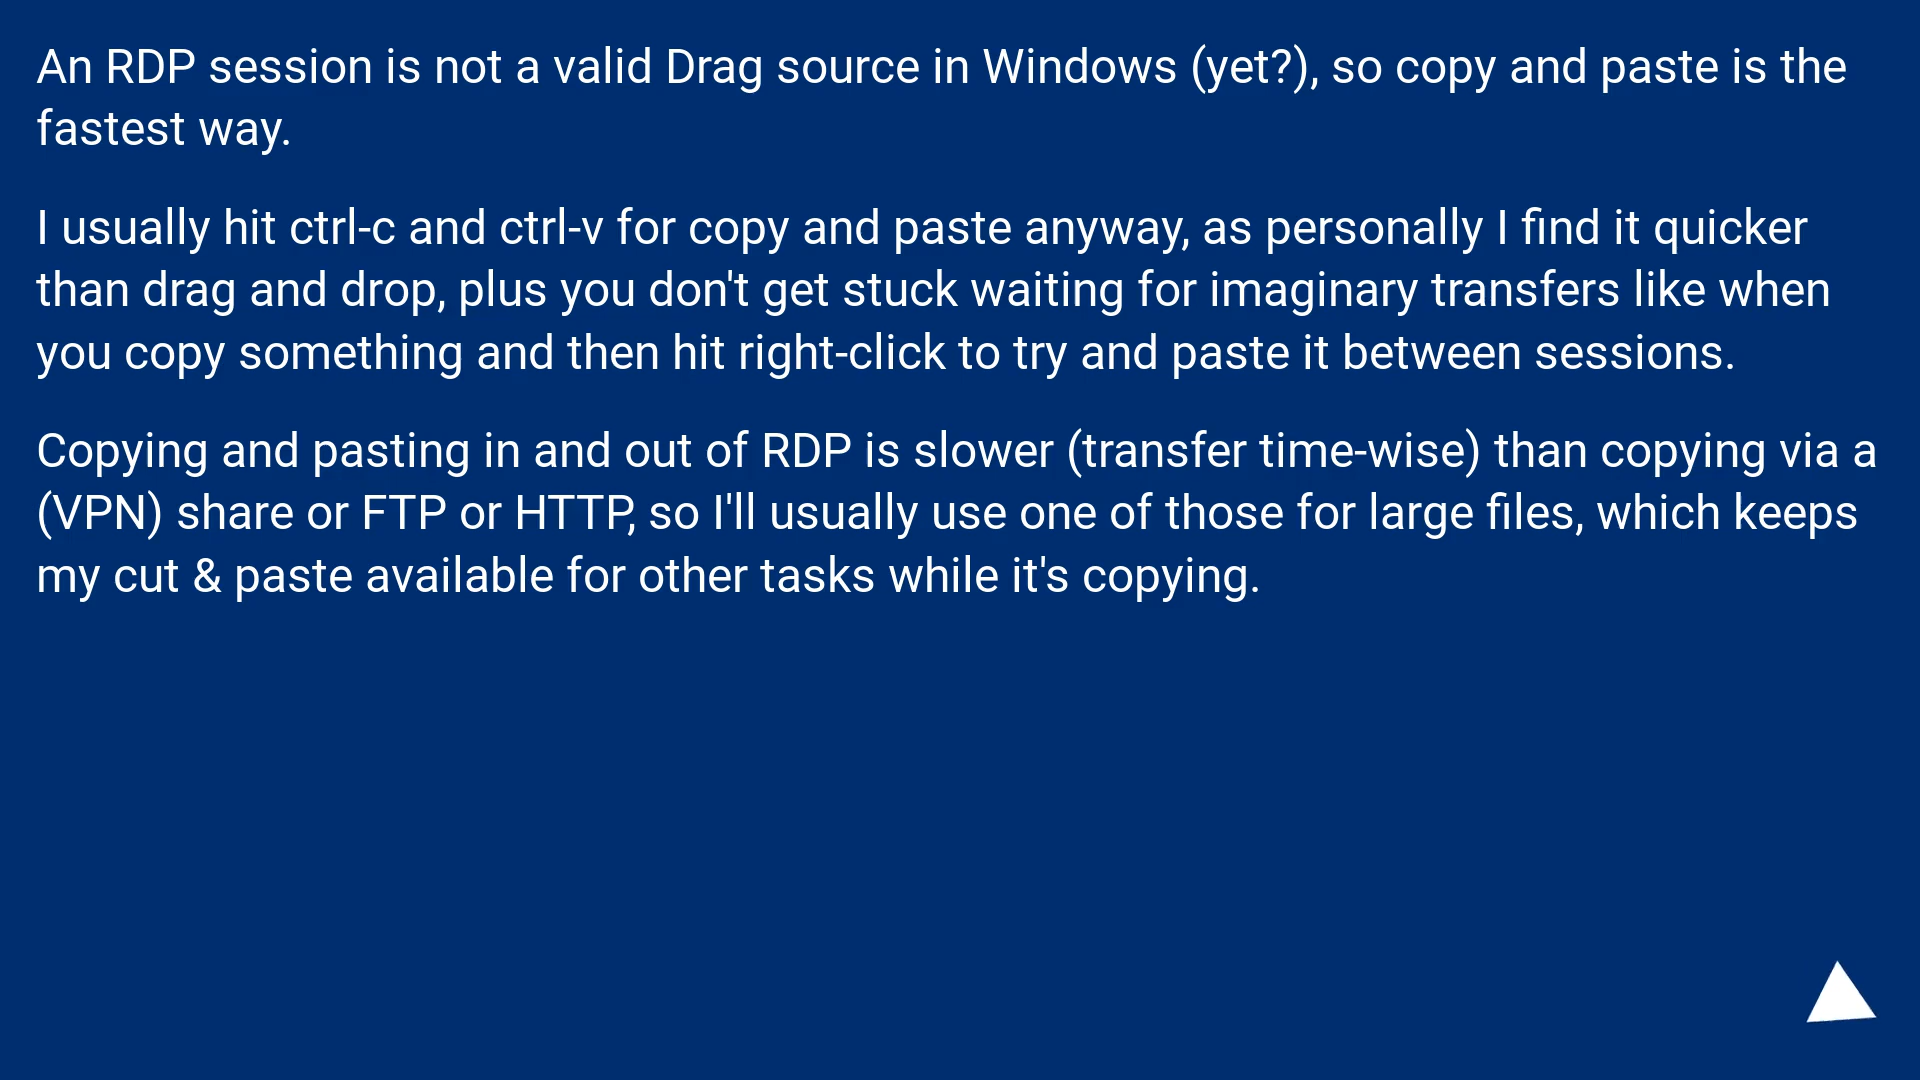 An RDP session is not a valid Drag source in Windows (yet?), so copy and paste is the
fastest way.
I usually hit ctrl-c and ctrl-v for copy and paste anyway, as personally I find it quicker
than drag and drop, plus you don't get stuck waiting for imaginary transfers like when
you copy something and then hit right-click to try and paste it between sessions.
Copying and pasting in and out of RDP is slower (transfer time-wise) than copying via a
(VPN) share or FTP or HTTP, so I'll usually use one of those for large files, which keeps
my cut & paste available for other tasks while it's copying.